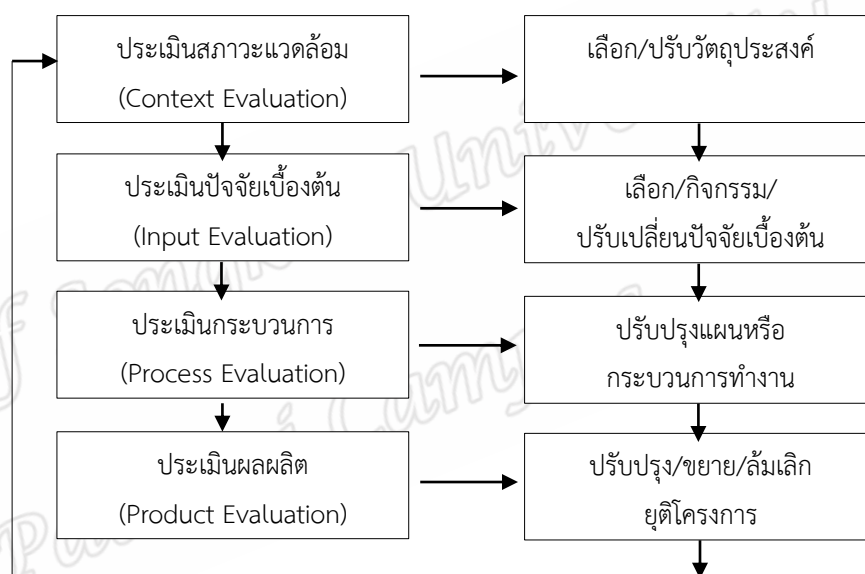 ประเมินสภาวะแวดล้อม
(Context Evaluation)
เลือก/ปรับวัตถุประสงค์
ประเมินปัจจัยเบื้องต้น
(Input Evaluation)
เลือก/กิจกรรม/
ปรับเปลี่ยนปัจจัยเบื้องต้น
ประเมินกระบวนการ
(Process Evaluation)
ปรับปรุงแผนหรือ
กระบวนการทำงาน
ประเมินผลผลิต
(Product Evaluation)
ปรับปรุง/ขยาย/ล้มเลิก
ยุติโครงการ